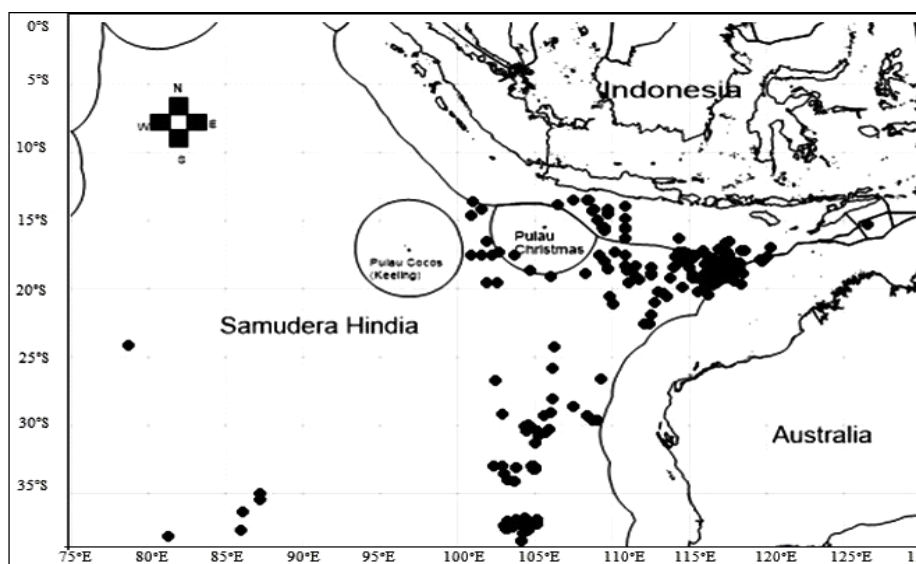 0°S
5°S
10°S
15°S
20°S
25°S
30°S
35°S
N
W
E
S
Indonesia
Pulau
Christmas
Pulau Cocos
(Keeling)
Samudera Hindia
Australia
75°E
80°E
85°E
90°E
95°E
100°E
105°E
110°E
115°E
120°E
125°E
1